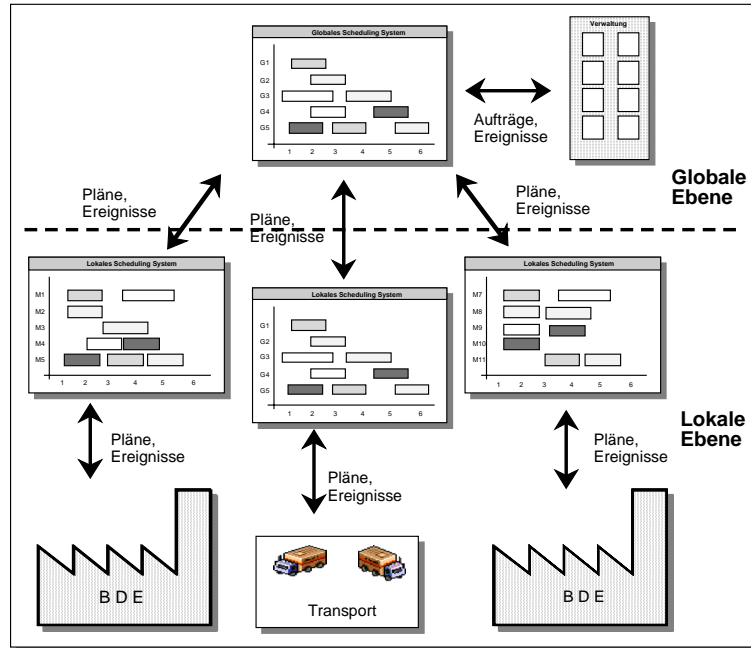 Globales Scheduling System
G1
G2
G3
G4
G5
1 2 3 4 5 6
Verwaltung
Aufträge,
Ereignisse
Globale
Ebene
Pläne,
Ereignisse
Pläne,
Ereignisse
Pläne,
Ereignisse
Lokales Scheduling System
M1
M2
M3
M4
M5
1 2 3 4 5 6
Lokales Scheduling System
G1
G2
G3
G4
G5
1 2 3 4 5 6
Lokales Scheduling System
M7
M8
M9
M10
M11
1 2 3 4 5 6
Lokale
Ebene
Pläne,
Ereignisse
Pläne,
Ereignisse
Pläne,
Ereignisse
B D E
Transport
B D E